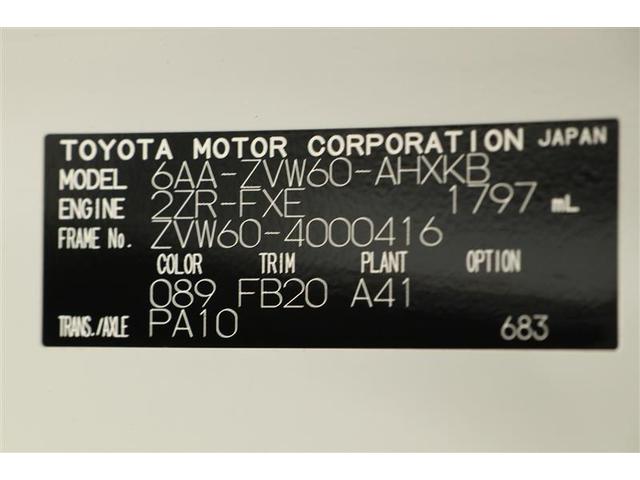 TOYOTA MOTOR CORPORATION JAPAN
MODEL 6AA-ZVW60-AHXKB
ENGINE 2ZR-FXE 1797 mL
FRAME No. ZVW60-4000416
COLOR TRIM PLANT OPTION
089 FB20 A41
TRANS./AXLE PA10 683